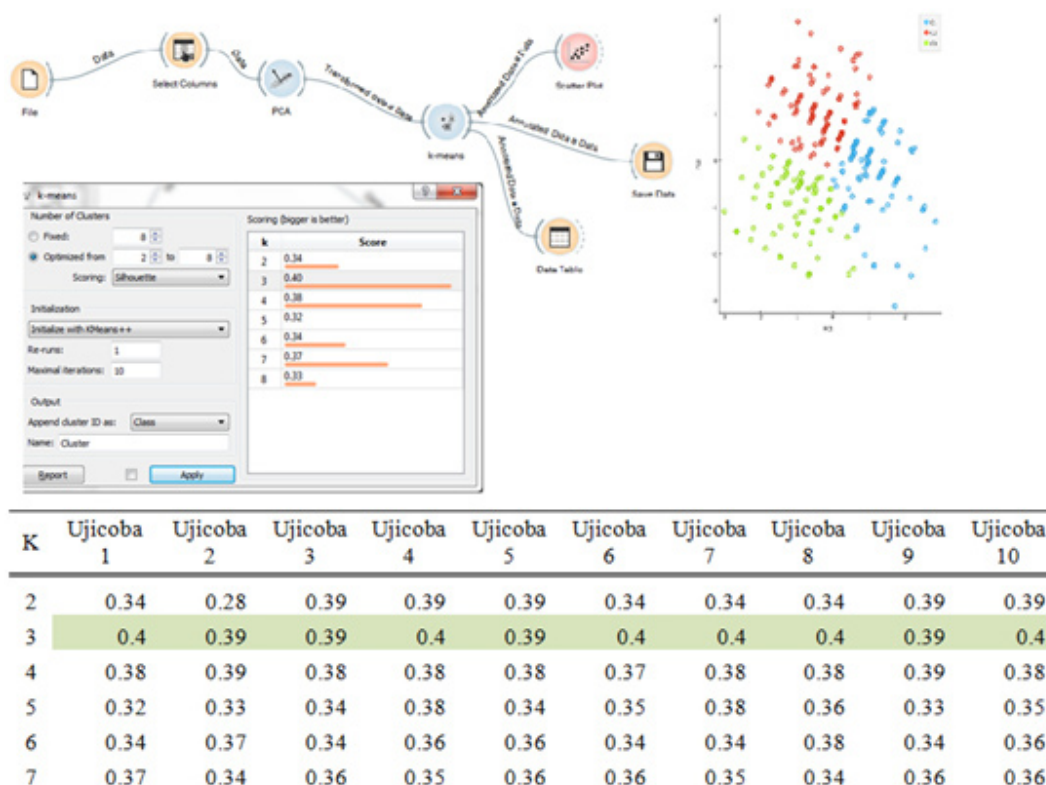 File
Data
Select Columns
Data
PCA
k-means
Scatter Plot
Save Data
Data Table
k-means
Number of Clusters
Fixed: 8
Optimized from 2 to 8
Scoring: Silhouette
Initialization
Initialize with KMeans++
Re-runs: 1
Maximal iterations: 10
Output
Append cluster ID as: Class
Name: Cluster
Report Apply
Scoring (bigger is better)
k Score
2 0.34
3 0.40
4 0.38
5 0.32
6 0.34
7 0.37
8 0.33
K Ujicoba Ujicoba Ujicoba Ujicoba Ujicoba Ujicoba Ujicoba Ujicoba Ujicoba Ujicoba
1 2 3 4 5 6 7 8 9 10
2 0.34 0.28 0.39 0.39 0.39 0.34 0.34 0.34 0.39 0.39
3 0.4 0.39 0.39 0.4 0.39 0.4 0.4 0.4 0.39 0.4
4 0.38 0.39 0.38 0.38 0.38 0.37 0.38 0.38 0.39 0.38
5 0.32 0.33 0.34 0.38 0.34 0.35 0.38 0.36 0.33 0.35
6 0.34 0.37 0.34 0.36 0.36 0.34 0.34 0.38 0.34 0.36
7 0.37 0.34 0.36 0.35 0.36 0.36 0.35 0.34 0.36 0.36